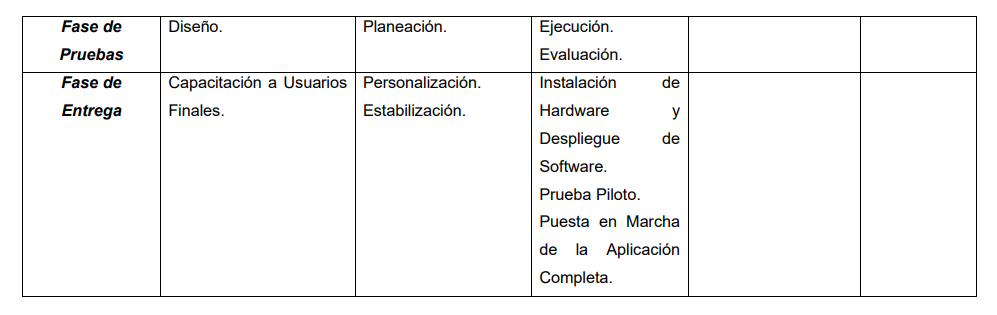 Fase de
Pruebas
Diseño.
Planeación.
Ejecución.
Evaluación.
Fase de
Entrega
Capacitación a Usuarios
Finales.
Personalización.
Estabilización.
Instalación de
Hardware y
Despliegue de
Software.
Prueba Piloto.
Puesta en Marcha
de la Aplicación
Completa.